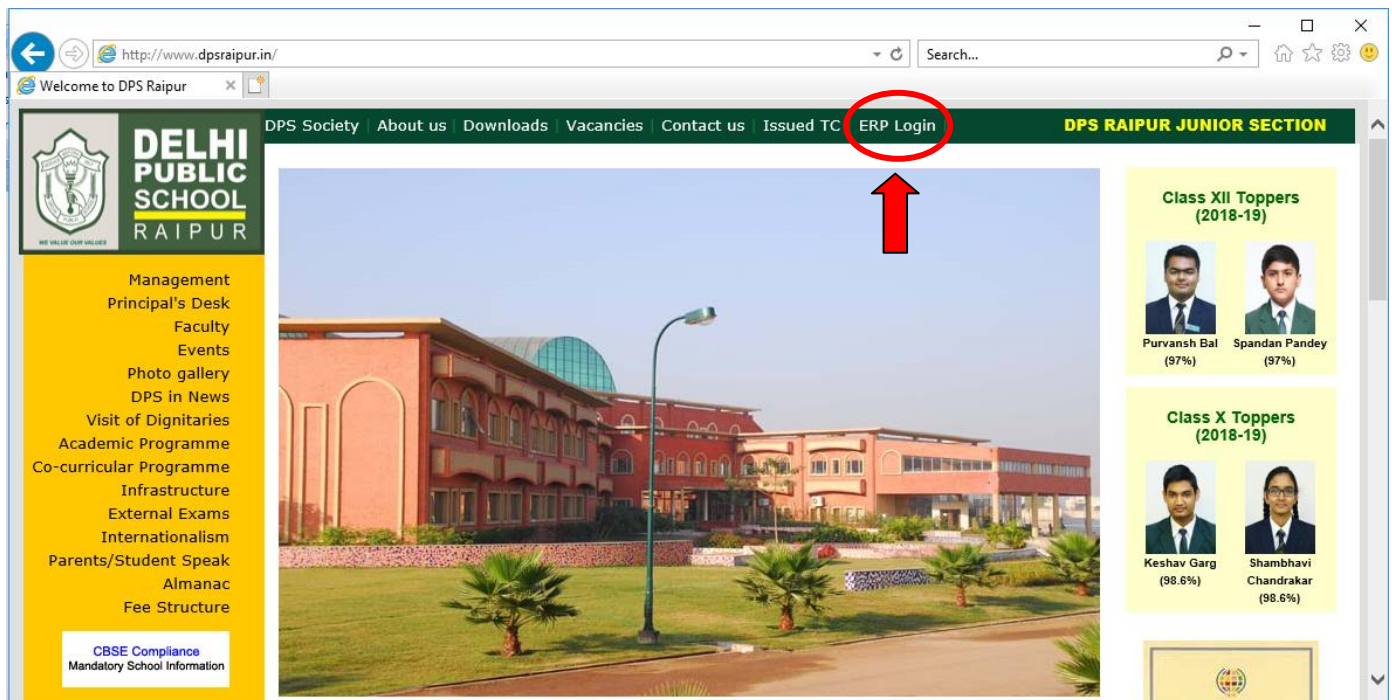 http://www.dpsraipur.in/
Search...
Welcome to DPS Raipur
DPS Society | About us | Downloads | Vacancies | Contact us | Issued TC | ERP Login
DPS RAIPUR JUNIOR SECTION
DELHI
PUBLIC
SCHOOL
RAIPUR
WE VALUE OUR VALUES
Management
Principal's Desk
Faculty
Events
Photo gallery
DPS in News
Visit of Dignitaries
Academic Programme
Co-curricular Programme
Infrastructure
External Exams
Internationalism
Parents/Student Speak
Almanac
Fee Structure
CBSE Compliance
Mandatory School Information
Class XII Toppers
(2018-19)
Purvansh Bal
(97%)
Spandan Pandey
(97%)
Class X Toppers
(2018-19)
Keshav Garg
(98.6%)
Shambhavi
Chandrakar
(98.6%)